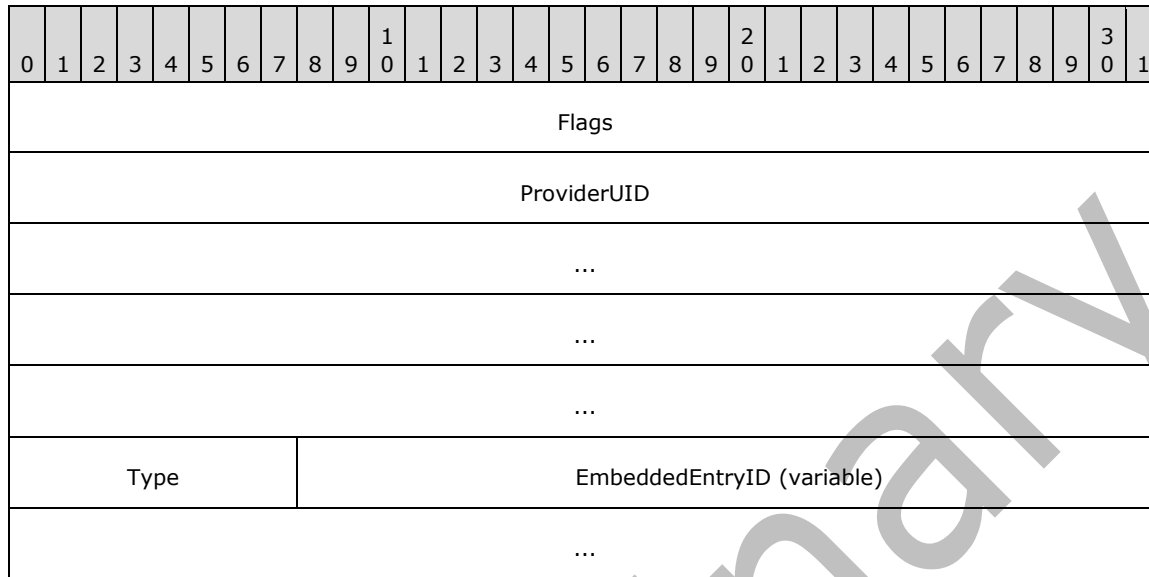 1 2 3
0 1 2 3 4 5 6 7 8 9 0 1 2 3 4 5 6 7 8 9 0 1 2 3 4 5 6 7 8 9 0 1
Flags
ProviderUID
...
...
...
Type EmbeddedEntryID (variable)
...
nary